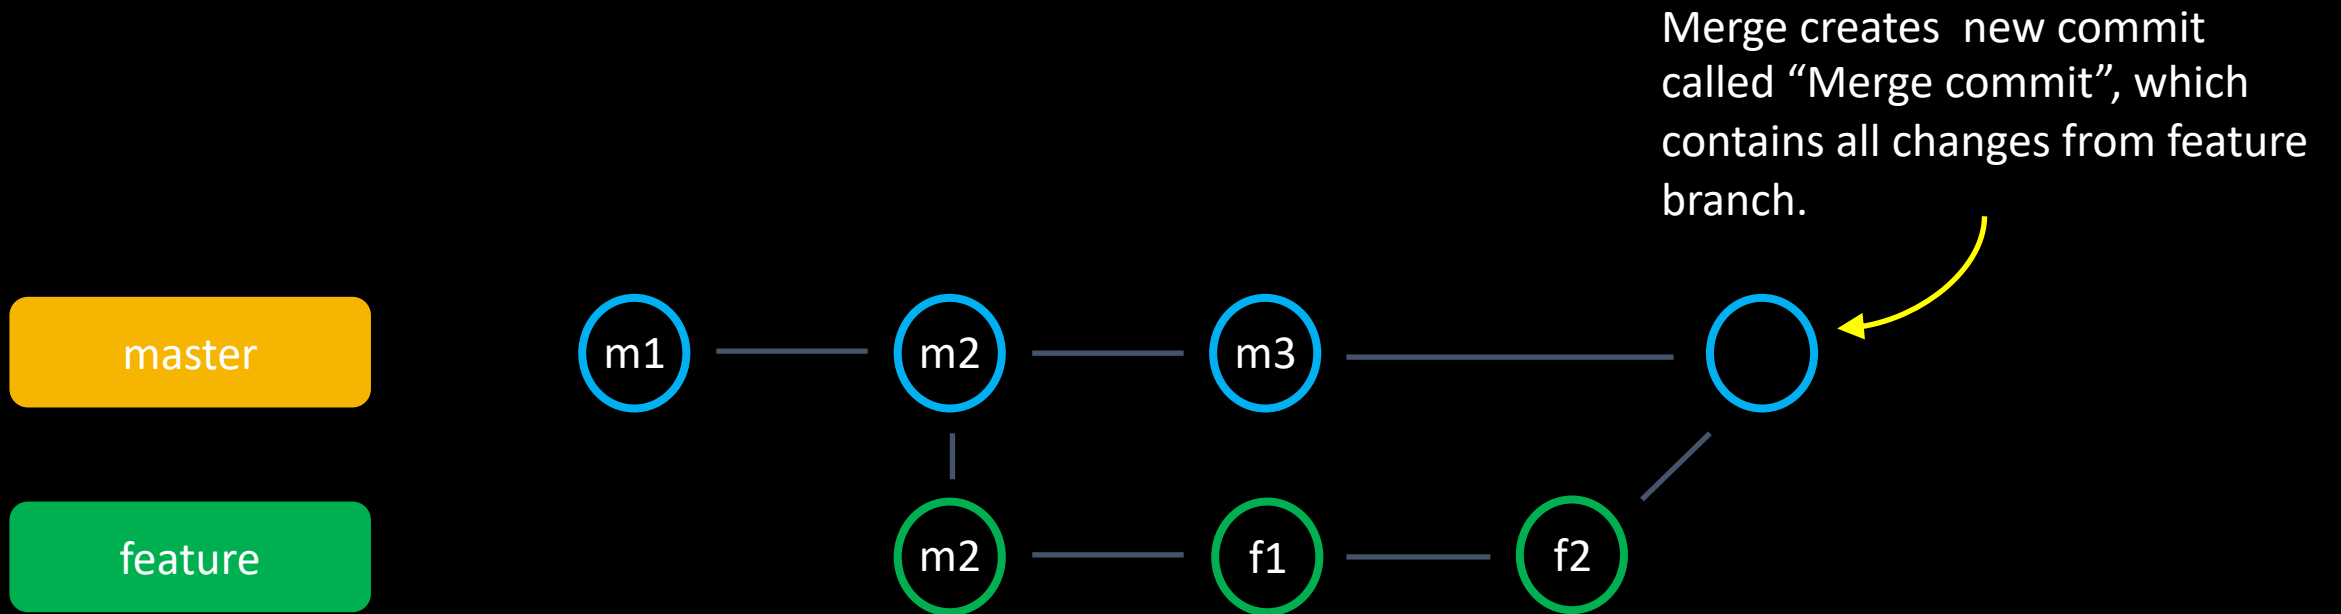 Merge creates  new commit
called “Merge commit”, which
contains all changes from feature
branch.
master
m1
m2
m3
feature
m2
f1
f2